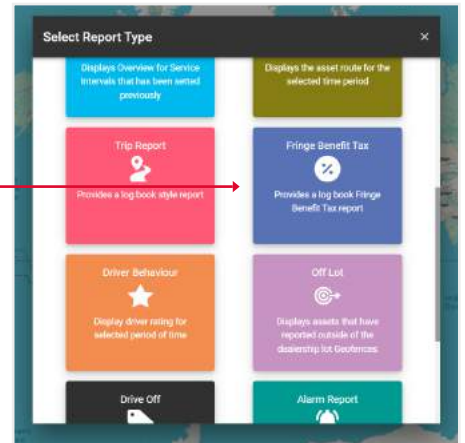 Select Report Type
×
Displays Overview for Service
Intervals that has been setted
previously
Displays the asset route for the
selected time period
Trip Report
Provides a log book style report
Fringe Benefit Tax
%
Provides a log book Fringe
Benefit Tax report
Driver Behaviour
Display driver rating for
selected period of time
Off Lot
Displays assets that have
reported outside of the
dealership lot Geofences
Drive Off
Alarm Report